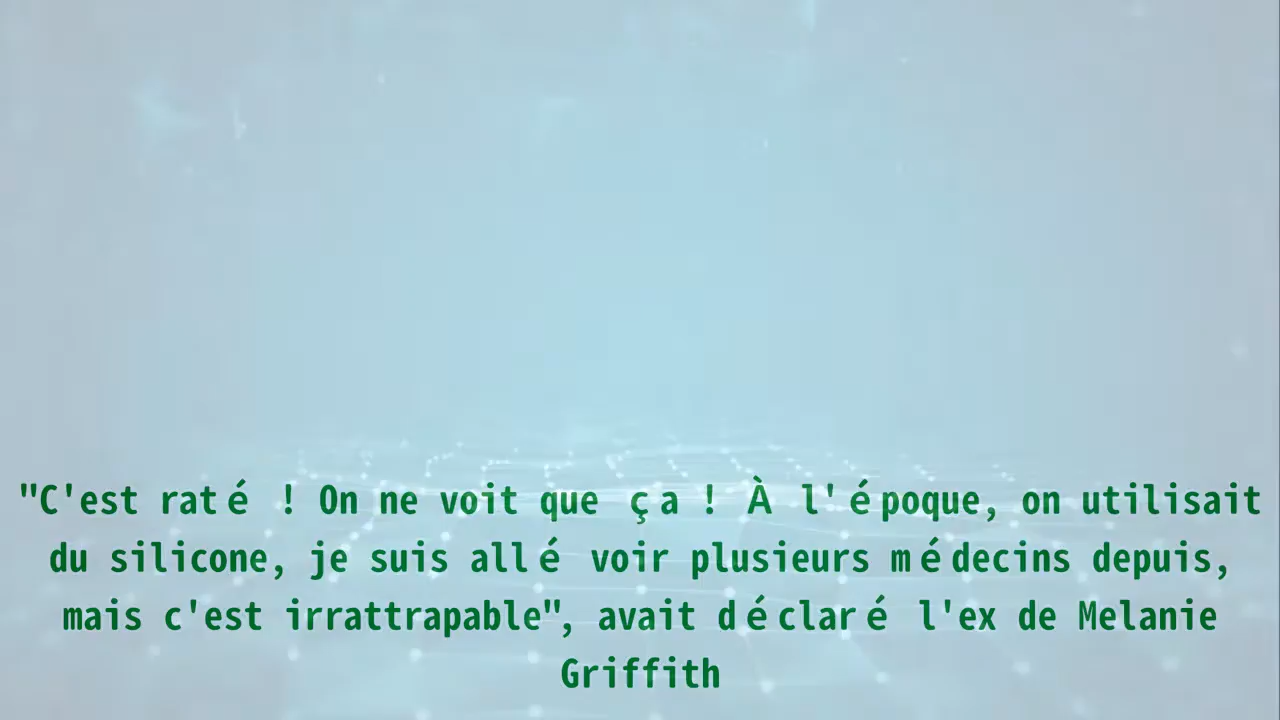 "C'est raté ! On ne voit que ça ! À l'époque, on utilisait
du silicone, je suis allé voir plusieurs médecins depuis,
mais c'est irrattrapable", avait déclaré l'ex de Melanie
Griffith